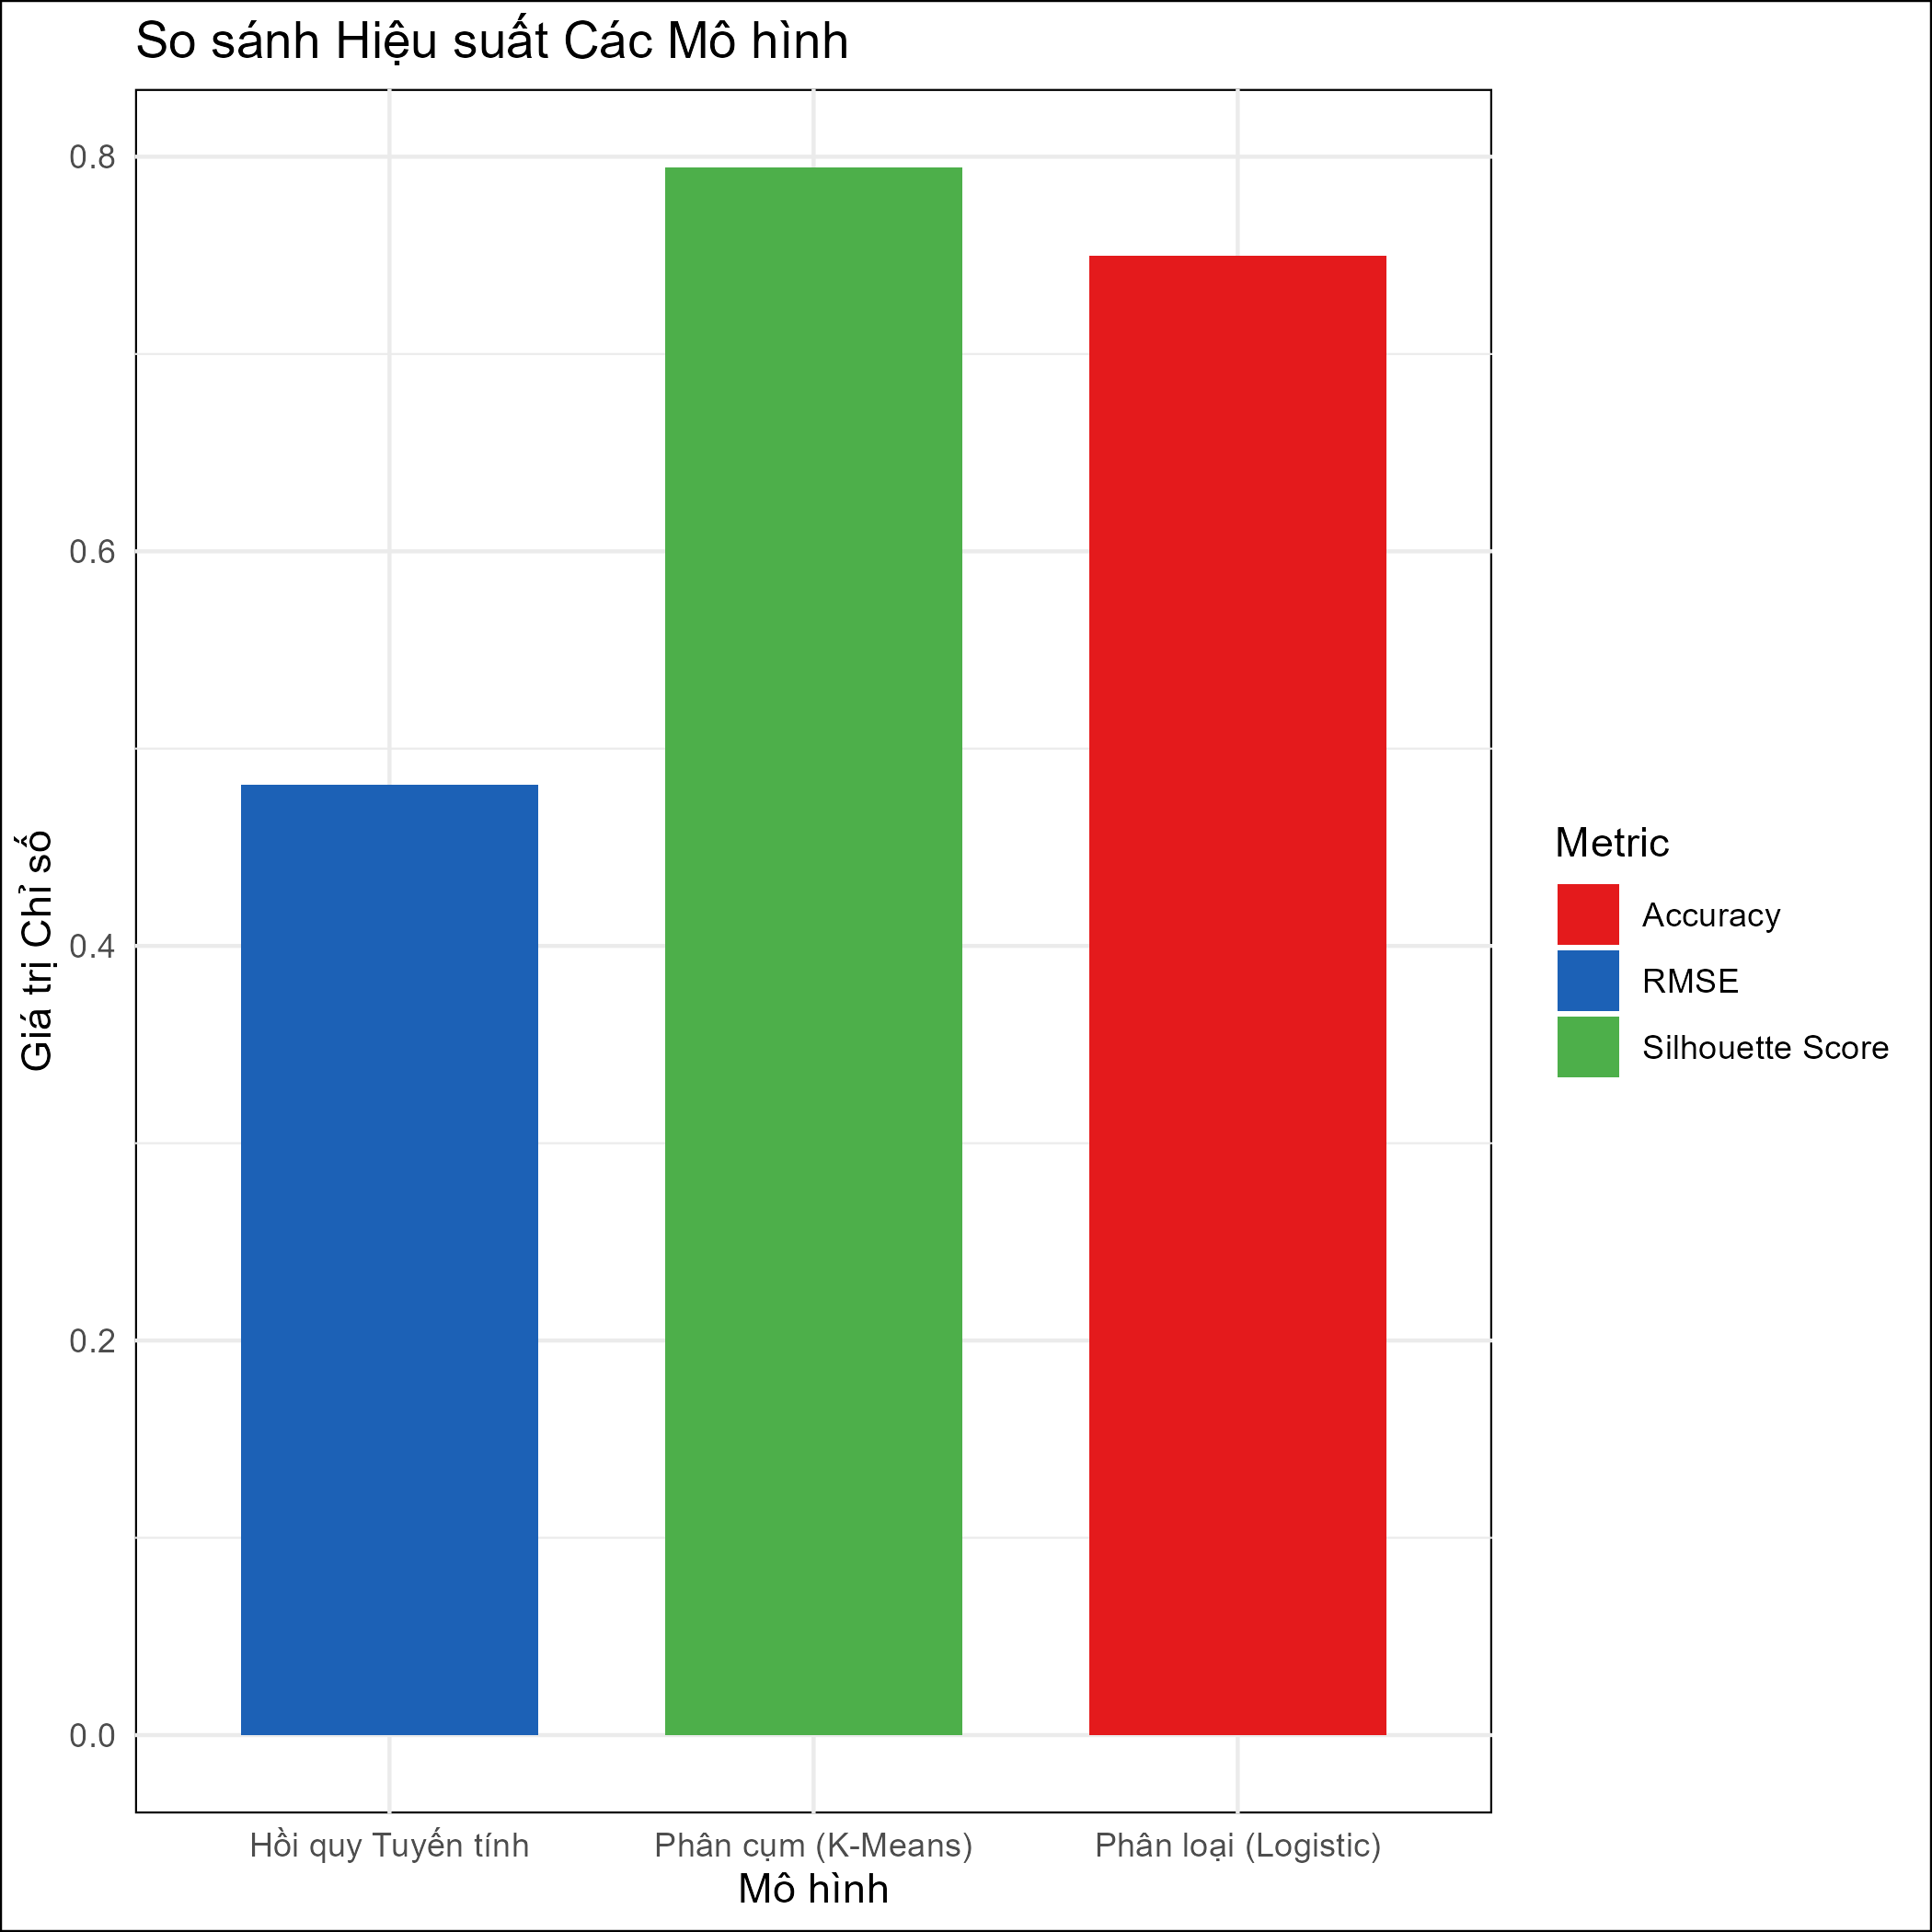 So sánh Hiệu suất Các Mô hình
Giá trị Chỉ số
0.8
0.6
0.4
0.2
0.0
Hồi quy Tuyến tính
Phân cụm (K-Means)
Phân loại (Logistic)
Mô hình
Metric
Accuracy
RMSE
Silhouette Score